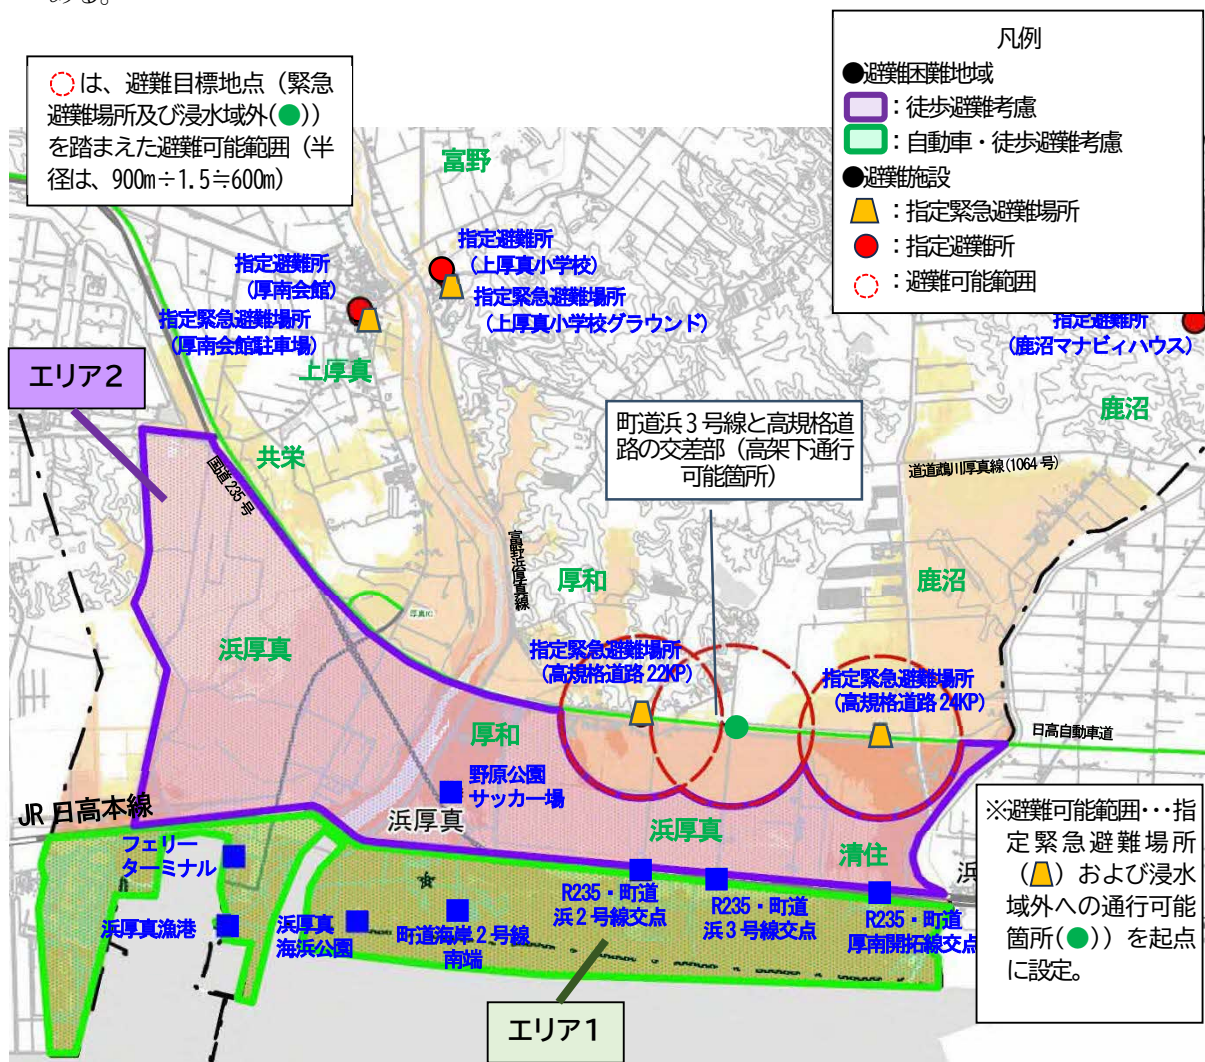 ある。
◌は、避難目標地点（緊急
避難場所及び浸水域外(●)）
を踏まえた避難可能範囲（半
径は、900m÷1.5≒600m）
凡例
●避難困難地域
：徒歩避難考慮
：自動車・徒歩避難考慮
●避難施設
：指定緊急避難場所
：指定避難所
：避難可能範囲
富野
指定避難所
（上厚真小学校）
指定避難所
（厚南会館）
指定緊急避難場所
（上厚真小学校グラウンド）
指定緊急避難場所
（厚南会館駐車場）
指定避難所
（鹿沼マナビィハウス）
上厚真
エリア２
鹿沼
町道浜３号線と高規格道
路の交差部（高架下通行
可能箇所）
共栄
国道235号
道道鵡川厚真線(1064号)
富野浜厚真線
厚和
鹿沼
厚真IC
浜厚真
指定緊急避難場所
（高規格道路22KP）
指定緊急避難場所
（高規格道路24KP）
日高自動車道
厚和
野原公園
サッカー場
JR日高本線
浜厚真
浜厚真
清住
※避難可能範囲・・・指
定緊急避難場所
（）および浸水
域外への通行可能
箇所(●)）を起点
に設定。
浜
フェリー
ターミナル
R235・町道
浜２号線交点
R235・町道
浜３号線交点
R235・町道
厚南開拓線交点
浜厚真漁港
浜厚真
海浜公園
町道海岸２号線
南端
エリア１